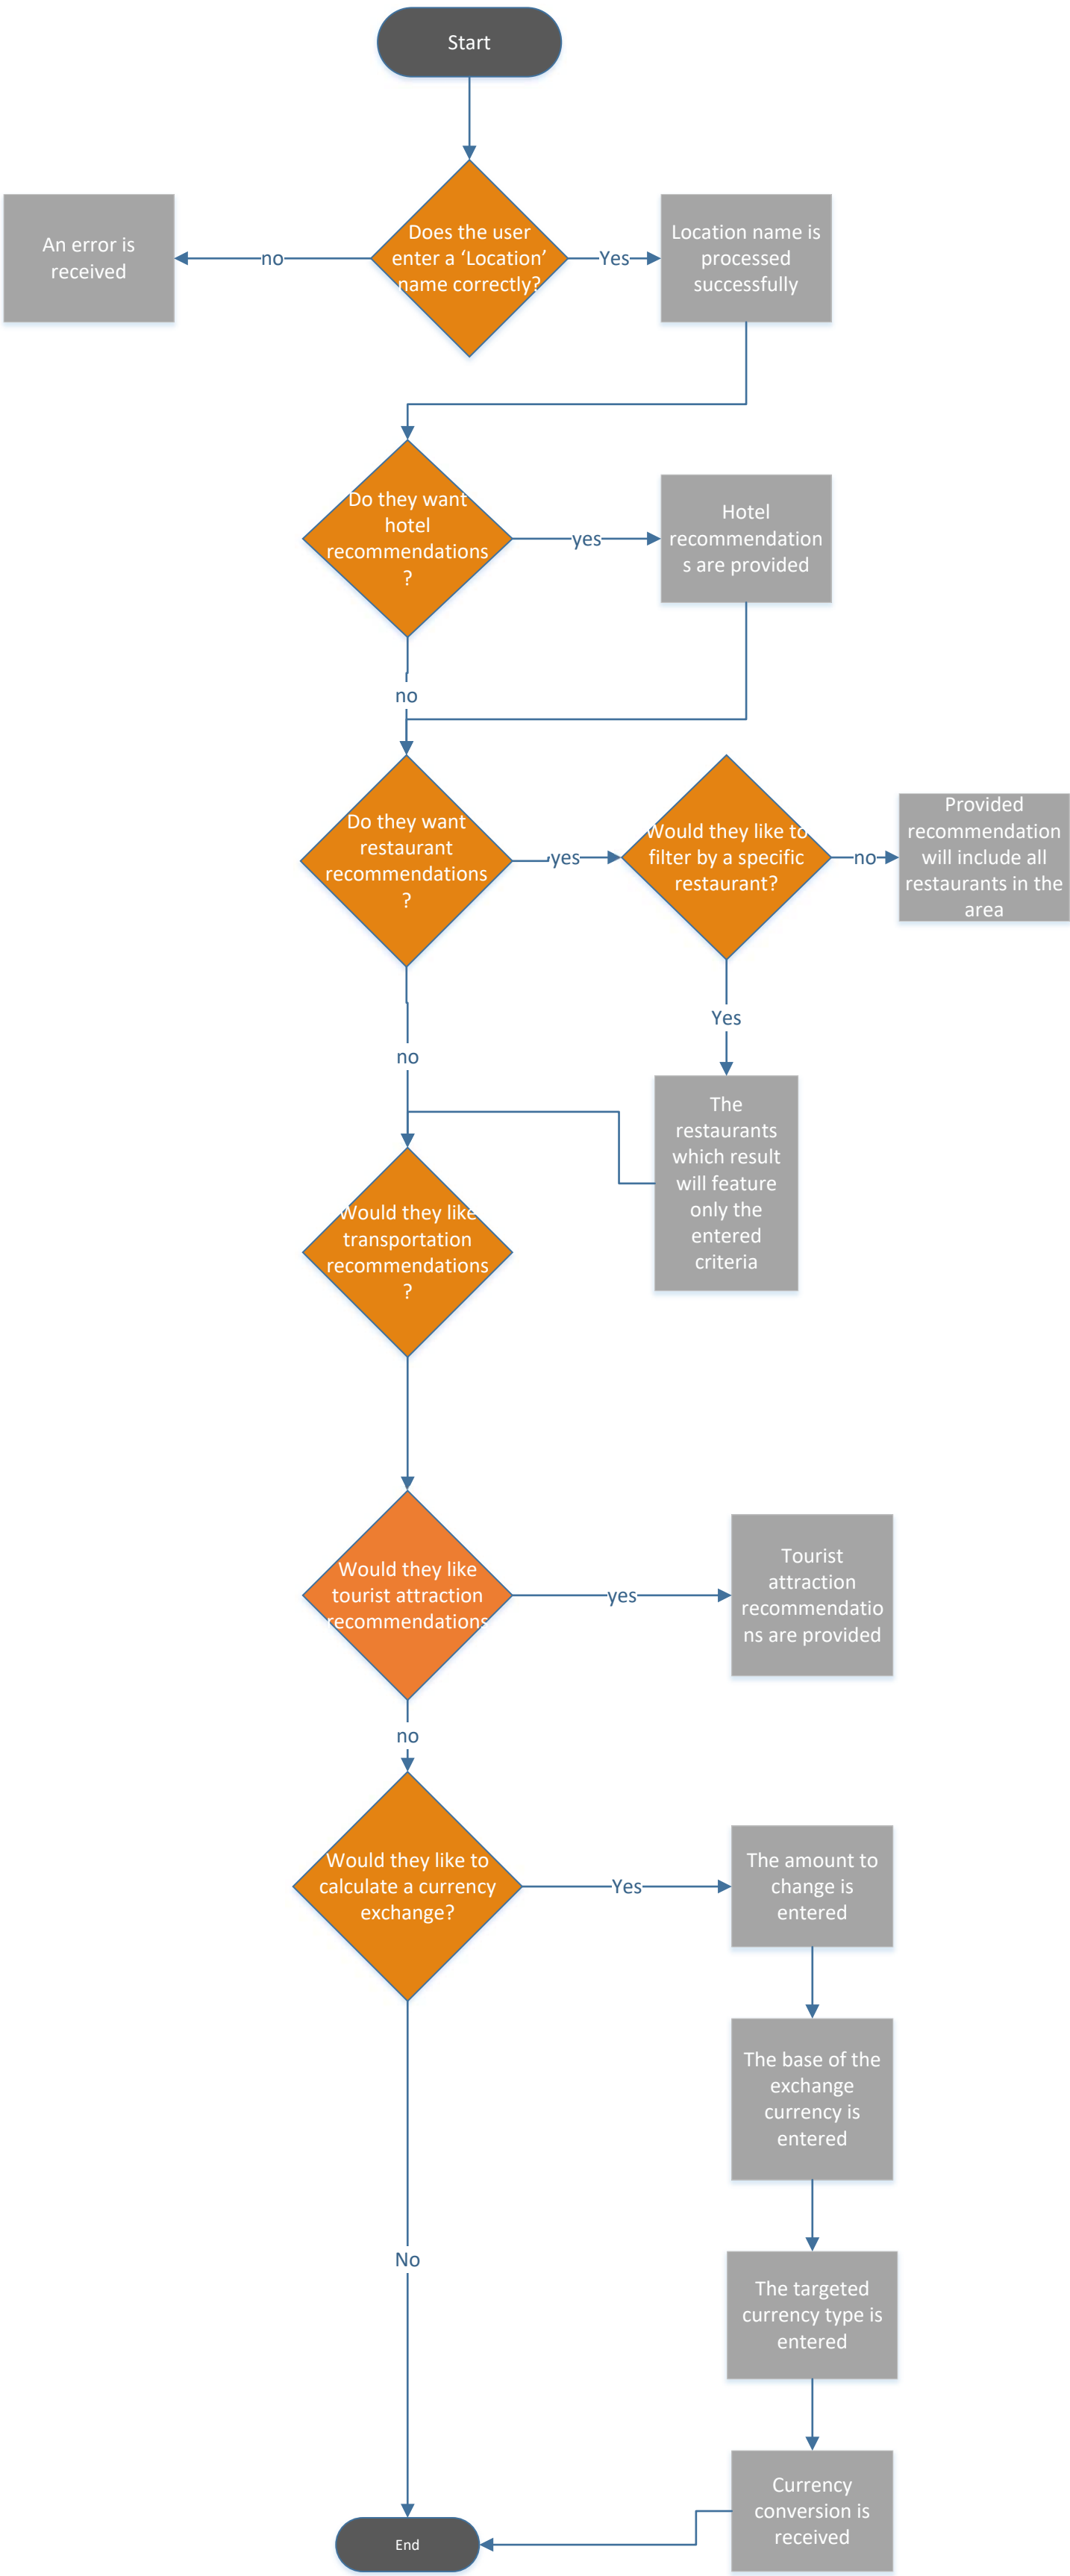 Start
Does the user
enter a ‘Location’
name correctly?
no
An error is
received
Yes
Location name is
processed
successfully
Do they want
hotel
recommendations
?
yes
Hotel
recommendation
s are provided
no
Do they want
restaurant
recommendations
?
yes
Would they like to
filter by a specific
restaurant?
no
Provided
recommendation
will include all
restaurants in the
area
Yes
no
The
restaurants
which result
will feature
only the
entered
criteria
Would they like
transportation
recommendations
?
Would they like
tourist attraction
recommendations
yes
Tourist
attraction
recommendatio
ns are provided
no
Would they like to
calculate a currency
exchange?
Yes
The amount to
change is
entered
The base of the
exchange
currency is
entered
No
The targeted
currency type is
entered
Currency
conversion is
received
End